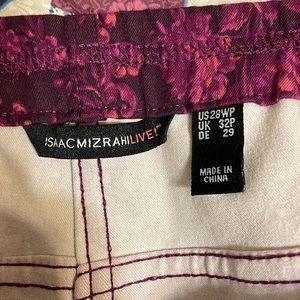 ISAACMIZRAHILIVE!
US 28WP
UK 32P
DE 29
MADE IN
CHINA